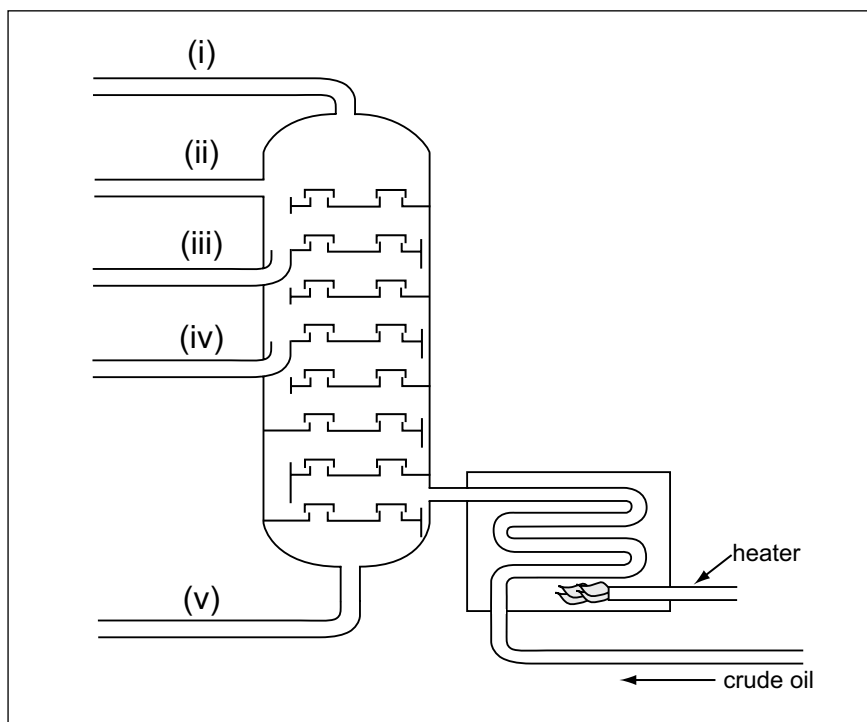 (i)
(ii)
(iii)
(iv)
(v)
heater
crude oil